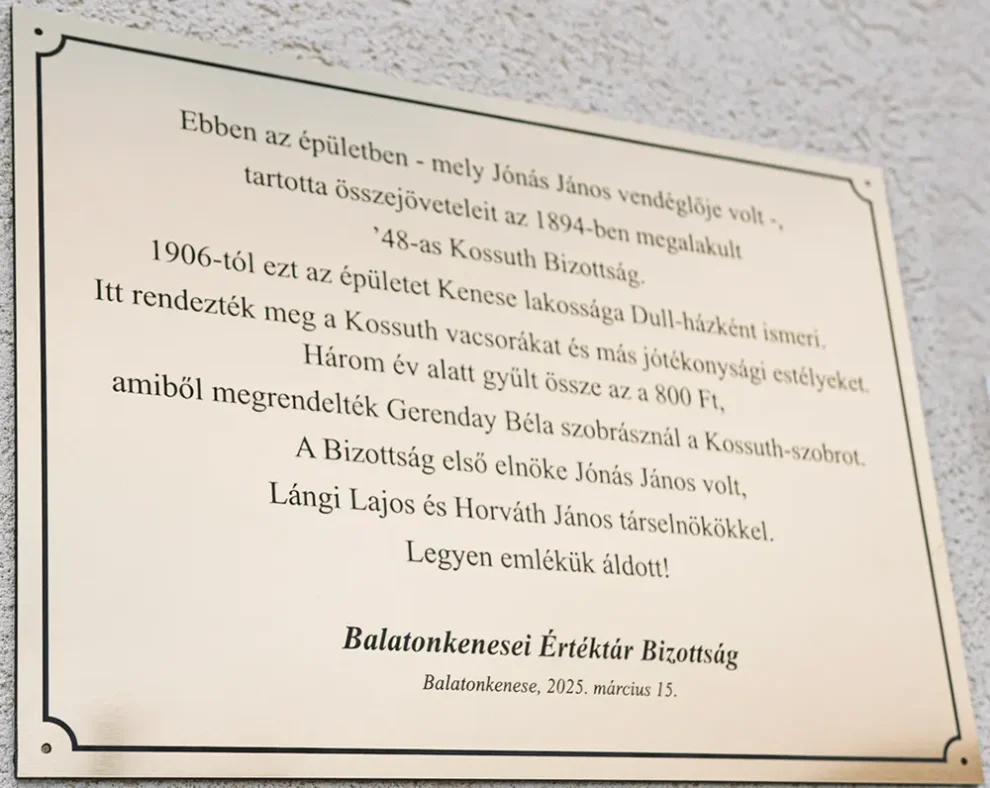 Ebben az épületben - mely Jónás János vendéglője volt -,
tartotta összejöveteleit az 1894-ben megalakult
’48-as Kossuth Bizottság.
1906-tól ezt az épületet Kenese lakossága Dull-házként ismeri.
Itt rendezték meg a Kossuth vacsorákat és más jótékonysági estélyeket.
Három év alatt gyűlt össze az a 800 Ft,
amiből megrendelték Gerenday Béla szobrásznál a Kossuth-szobrot.
A Bizottság első elnöke Jónás János volt,
Lángi Lajos és Horváth János társelnökökkel.
Legyen emlékük áldott!
Balatonkenesei Értéktár Bizottság
Balatonkenese, 2025. március 15.